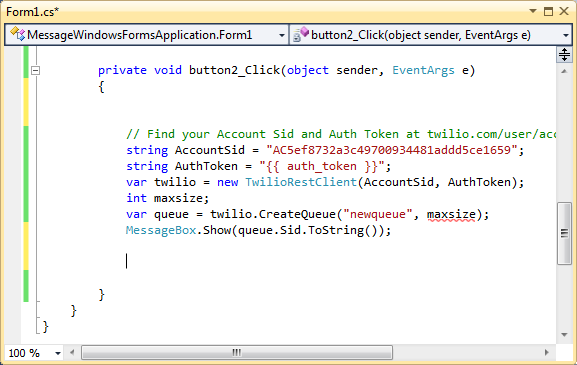 Form1.cs*
MessageWindowsFormsApplication.Form1 button2_Click(object sender, EventArgs e)
private void button2_Click(object sender, EventArgs e)
{
// Find your Account Sid and Auth Token at twilio.com/user/acc
string AccountSid = "AC5ef8732a3c49700934481addd5ce1659";
string AuthToken = "{{ auth_token }}";
var twilio = new TwilioRestClient(AccountSid, AuthToken);
int maxsize;
var queue = twilio.CreateQueue("newqueue", maxsize);
MessageBox.Show(queue.Sid.ToString());
}
}
}
100 %